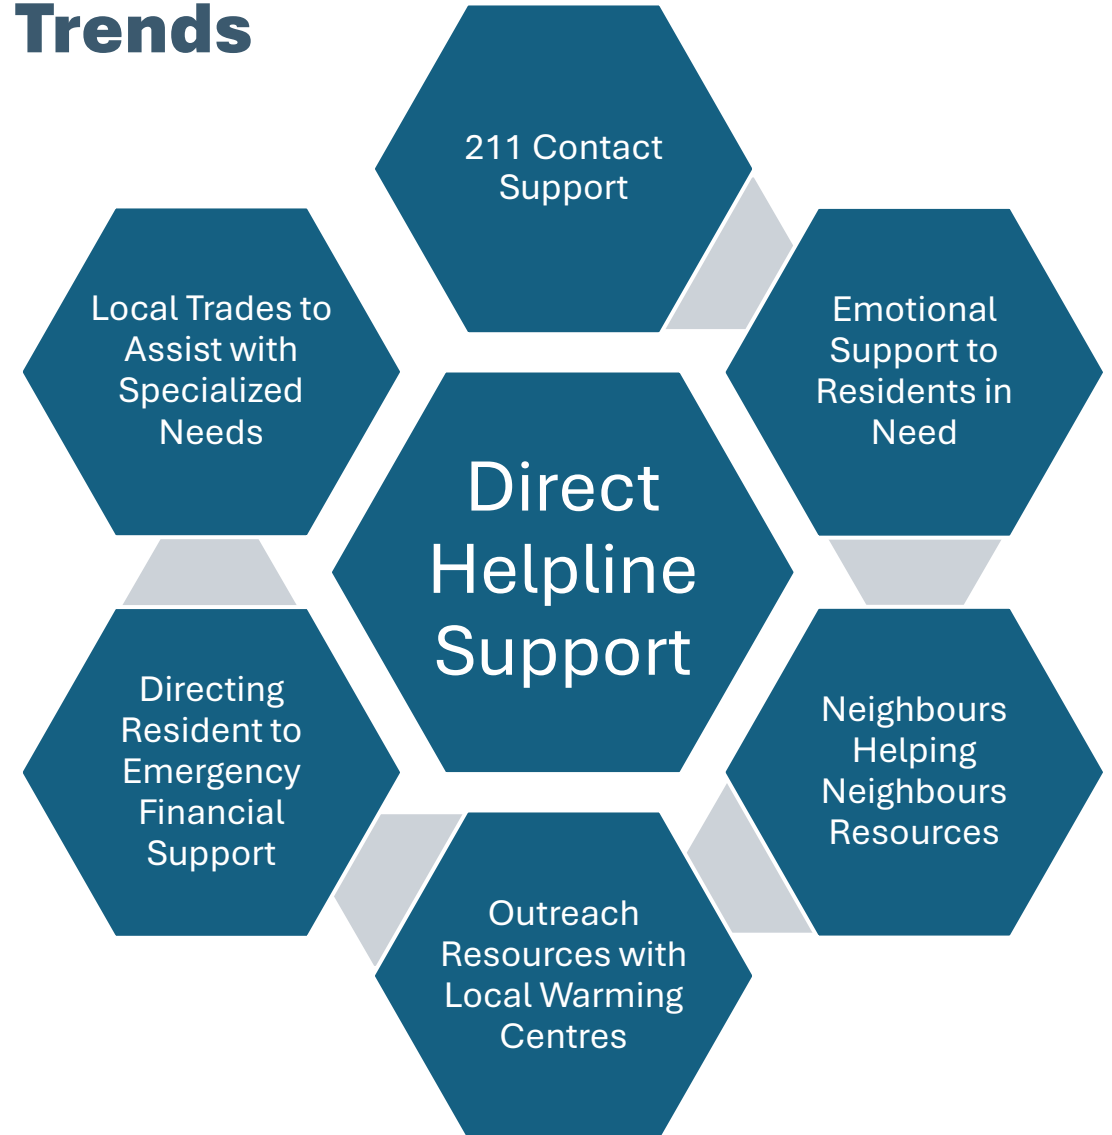 Trends
211 Contact
Support
Emotional
Support to
Residents in
Need
Neighbours
Helping
Neighbours
Resources
Outreach
Resources with
Local Warming
Centres
Directing
Resident to
Emergency
Financial
Support
Local Trades to
Assist with
Specialized
Needs
Direct
Helpline
Support